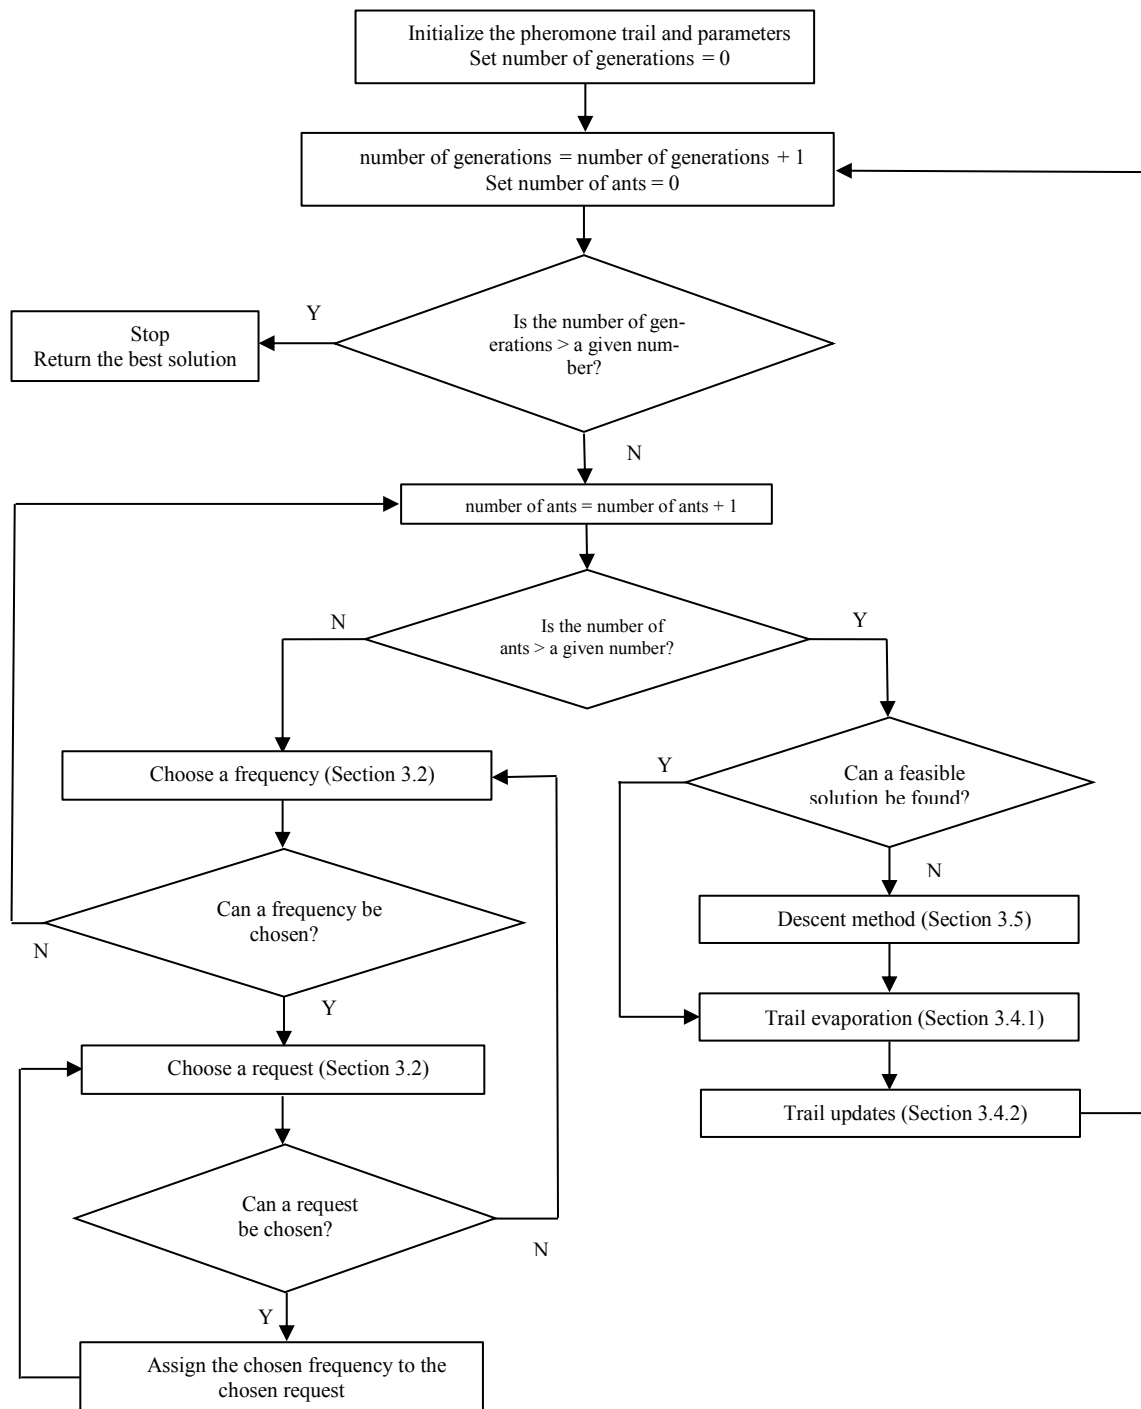 Initialize the pheromone trail and parameters
Set number of generations = 0
number of generations = number of generations + 1
Set number of ants = 0
Y
Is the number of gen-
erations > a given num-
ber?
Stop
Return the best solution
N
number of ants = number of ants + 1
N
Is the number of
ants > a given number?
Y
Choose a frequency (Section 3.2)
Y
Can a feasible
solution be found?
N
Can a frequency be
chosen?
N
Descent method (Section 3.5)
Y
Trail evaporation (Section 3.4.1)
Choose a request (Section 3.2)
Trail updates (Section 3.4.2)
Can a request
be chosen?
N
Y
Assign the chosen frequency to the
chosen request